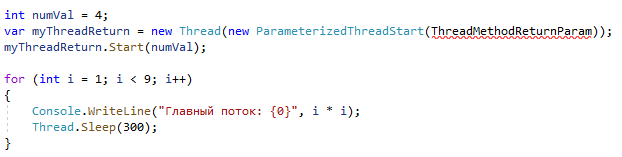 int numVal = 4;
var myThreadReturn = new Thread(new ParameterizedThreadStart(ThreadMethodReturnParam));
myThreadReturn.Start(numVal);
for (int i = 1; i < 9; i++)
{
Console.WriteLine("Главный поток: {0}", i * i);
Thread.Sleep(300);
}